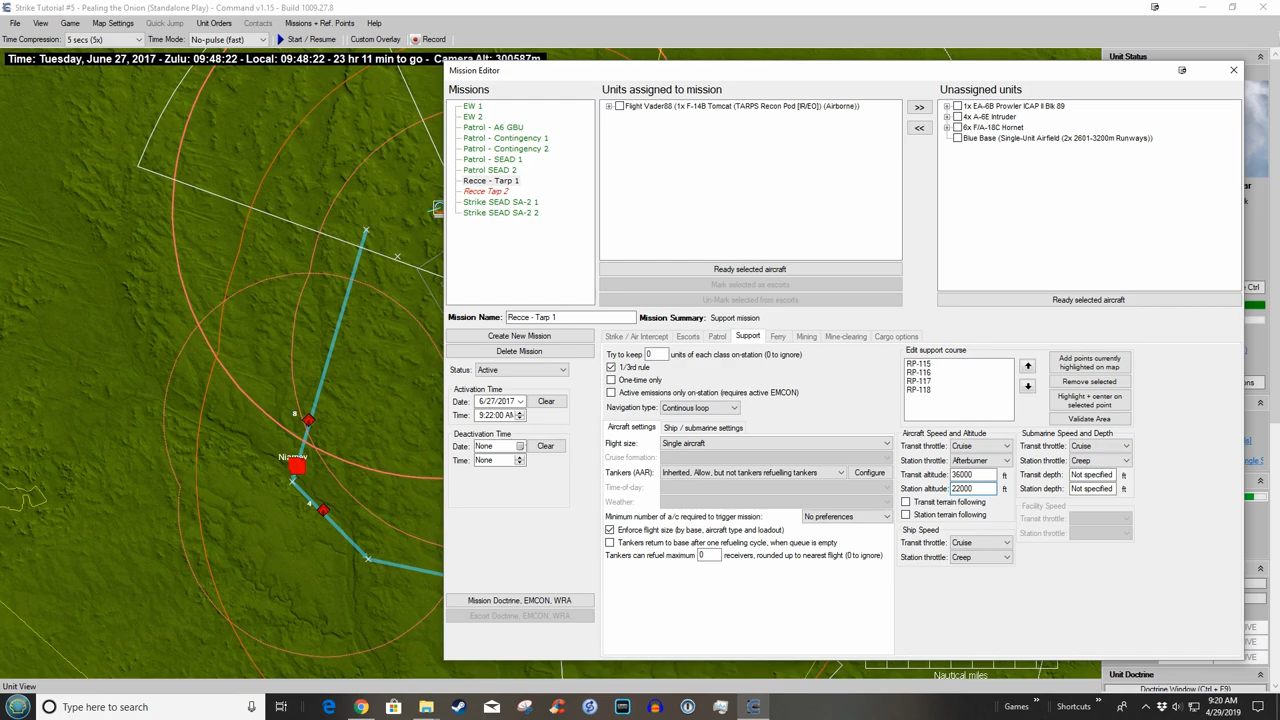 Strike Tutorial #5 - Pealing the Onion (Standalone Play) - Command v1.15 - Build 1009.27.8
File View Game Map Settings Quick Jump Unit Orders Contacts Missions + Ref. Points Help
Time Compression: 5 secs (5x) Time Mode: No-pulse (fast) Start / Resume Custom Overlay Record
Time: Tuesday, June 27, 2017 - Zulu: 09:48:22 - Local: 09:48:22 - 23 hr 11 min to go - Camera Alt: 300587m
Unit Status
Mission Editor
Missions
EW 1
EW 2
Patrol - A6 GBU
Patrol - Contingency 1
Patrol - Contingency 2
Patrol - SEAD 1
Patrol SEAD 2
Recce - Tarp 1
Recce Tarp 2
Strike SEAD SA-2 1
Strike SEAD SA-2 2
Units assigned to mission
Flight Vader88 (1x F-14B Tomcat (TARPS Recon Pod [IR/EO]) (Airborne))
>>
<<
Unassigned units
1x EA-6B Prowler ICAP II Blk 89
4x A-6E Intruder
6x F/A-18C Hornet
Blue Base (Single-Unit Airfield (2x 2601-3200m Runways))
Ready selected aircraft
Mark selected as escorts
Un-Mark selected from escorts
Ready selected aircraft
Mission Name: Recce - Tarp 1 Mission Summary: Support mission
Create New Mission
Delete Mission
Status: Active
Activation Time
Date: 6/27/2017 Clear
Time: 9:22:00 AM
Deactivation Time
Date: None Clear
Time: None
Mission Doctrine, EMCON, WRA
Escort Doctrine, EMCON, WRA
Strike / Air Intercept Escorts Patrol Support Ferry Mining Mine-clearing Cargo options
Try to keep 0 units of each class on-station (0 to ignore)
1/3rd rule
One-time only
Active emissions only on-station (requires active EMCON)
Navigation type: Continous loop
Aircraft settings Ship / submarine settings
Flight size: Single aircraft
Cruise formation:
Tankers (AAR): Inherited, Allow, but not tankers refuelling tankers Configure
Time-of-day:
Weather:
Minimum number of a/c required to trigger mission: No preferences
Enforce flight size (by base, aircraft type and loadout)
Tankers return to base after one refueling cycle, when queue is empty
Tankers can refuel maximum 0 receivers, rounded up to nearest flight (0 to ignore)
Edit support course
RP-115
RP-116
RP-117
RP-118
Add points currently highlighted on map
Remove selected
Highlight + center on selected point
Validate Area
Aircraft Speed and Altitude
Transit throttle: Cruise
Station throttle: Afterburner
Transit altitude: 36000 ft
Station altitude: 22000 ft
Transit terrain following
Station terrain following
Ship Speed
Transit throttle: Cruise
Station throttle: Creep
Submarine Speed and Depth
Transit throttle: Cruise
Station throttle: Creep
Transit depth: Not specified ft
Station depth: Not specified ft
Facility Speed
Transit throttle:
Station throttle:
8
4
Nautical miles
Unit View
Unit Doctrine
Doctrine Window (Ctrl + F9)
Type here to search
Games
Shortcuts
9:20 AM
4/29/2019